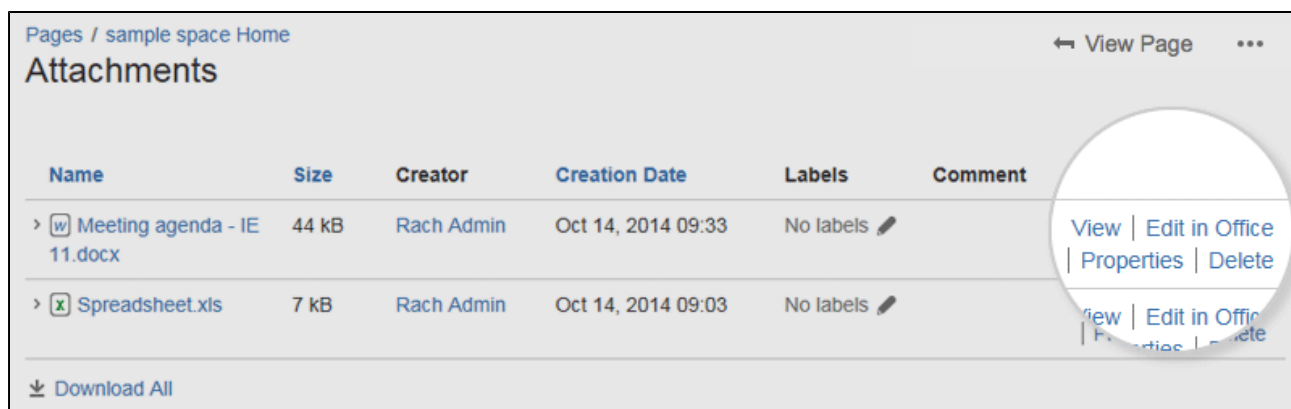 Pages / sample space Home
View Page
Attachments
Name Size Creator Creation Date Labels Comment
Meeting agenda - IE 44 kB Rach Admin Oct 14, 2014 09:33 No labels View | Edit in Office
11.docx | Properties | Delete
Spreadsheet.xls 7 kB Rach Admin Oct 14, 2014 09:03 No labels View | Edit in Office
Download All